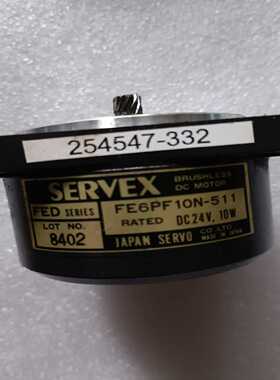 254547-332
SERVEX
BRUSHLESS
DC MOTOR
FED SERIES
FE6PF10N-511
LOT NO.
RATED DC24V, 10W
8402
JAPAN SERVO CO.,LTD.
MADE IN JAPAN